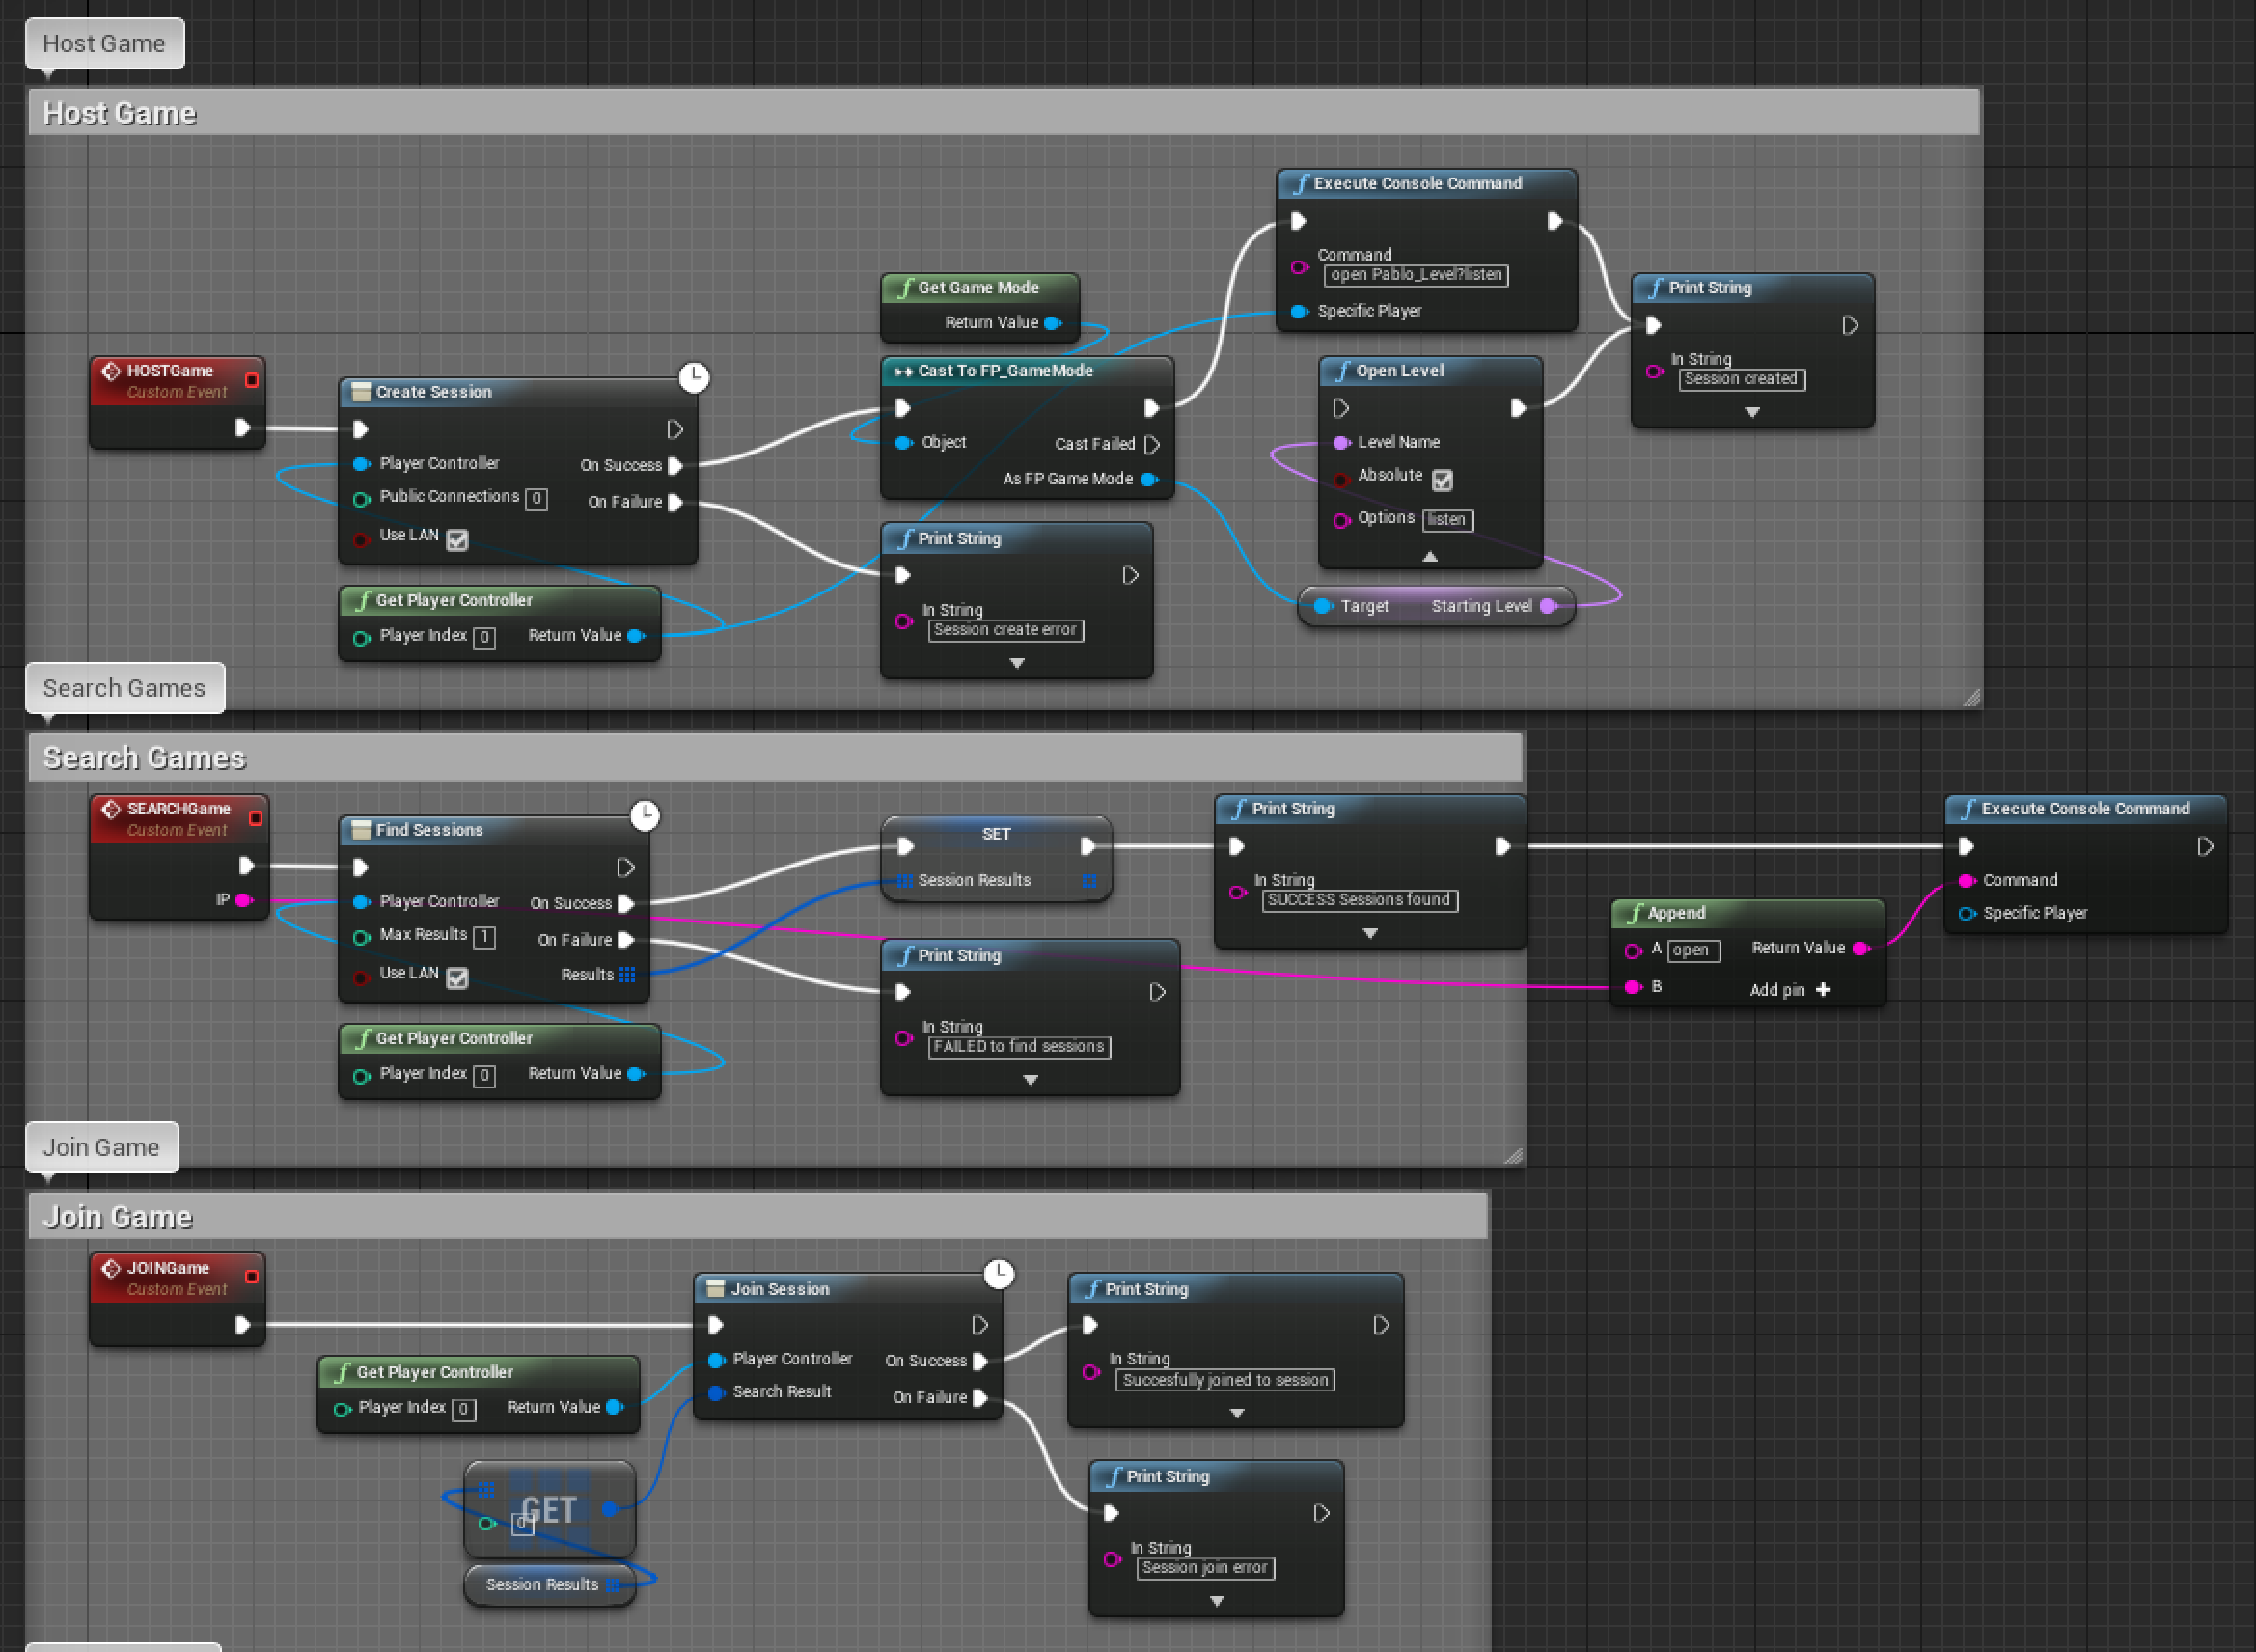 Host Game
Host Game
Execute Console Command
Command
open Pablo_Level?listen
Specific Player
Get Game Mode
Return Value
Print String
In String
Session created
HOSTGame
Custom Event
Create Session
Player Controller
On Success
Public Connections 0
On Failure
Use LAN
Cast To FP_GameMode
Object
Cast Failed
As FP Game Mode
Open Level
Level Name
Absolute
Options listen
Print String
In String
Session create error
Get Player Controller
Player Index 0
Return Value
Target
Starting Level
Search Games
Search Games
SEARCHGame
Custom Event
IP
Find Sessions
Player Controller
On Success
Max Results 1
On Failure
Use LAN
Results
SET
Session Results
Print String
In String
SUCCESS Sessions found
Execute Console Command
Command
Specific Player
Append
A open
Return Value
B
Add pin
Print String
In String
FAILED to find sessions
Get Player Controller
Player Index 0
Return Value
Join Game
Join Game
JOINGame
Custom Event
Join Session
Player Controller
On Success
Search Result
On Failure
Print String
In String
Succesfully joined to session
Get Player Controller
Player Index 0
Return Value
GET
0
Session Results
Print String
In String
Session join error